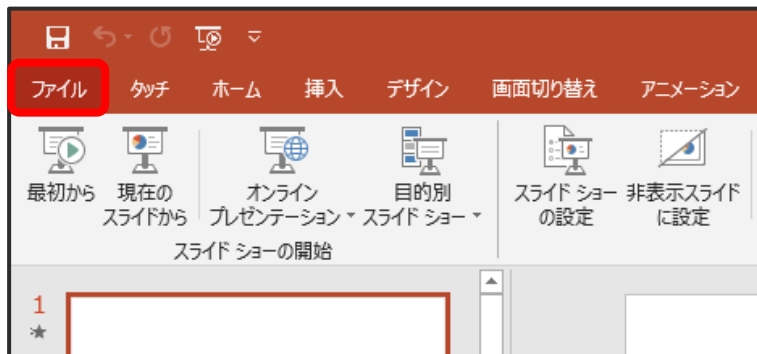 ファイル タッチ ホーム 挿入 デザイン 画面切り替え アニメーション
最初から 現在の オンライン 目的別 スライド ショー 非表示スライド
スライドから プレゼンテーション スライド ショー の設定 に設定
スライド ショーの開始
1